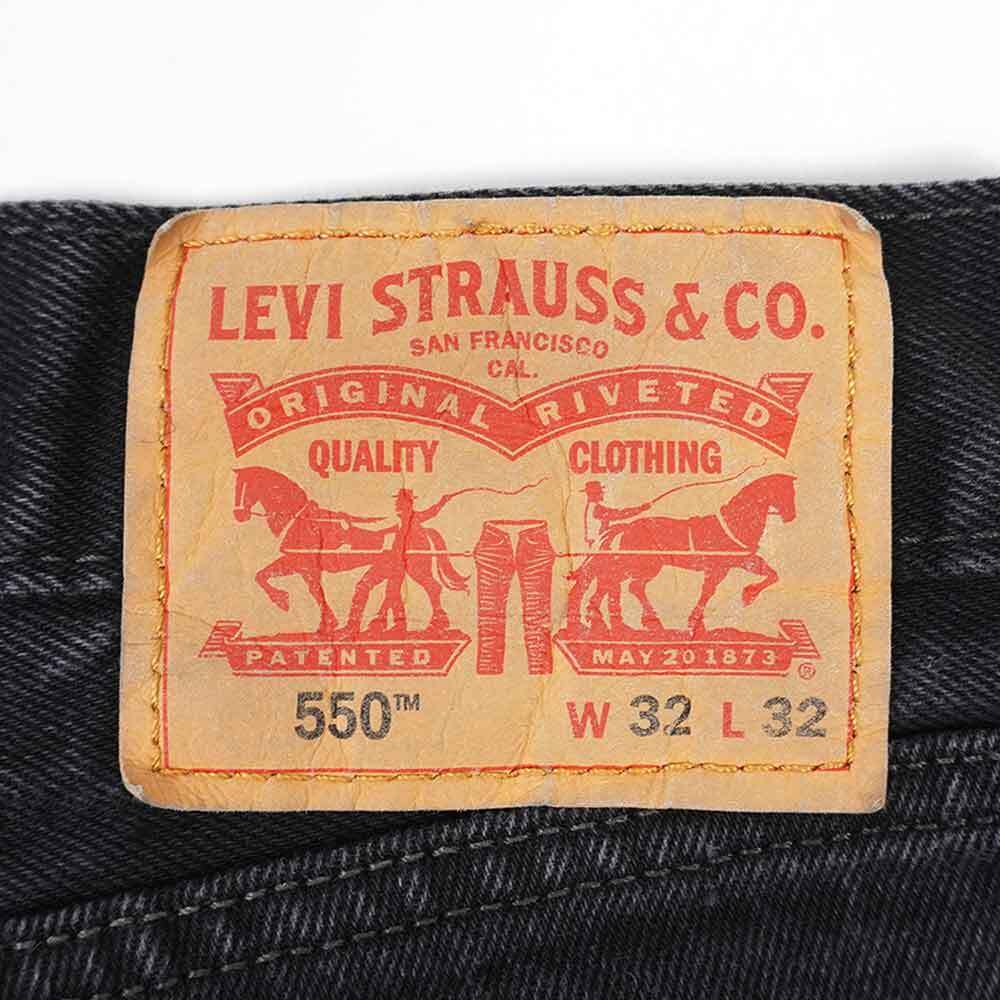 LEVI STRAUSS & CO.
SAN FRANCISCO
CAL.
ORIGINAL RIVETED
QUALITY CLOTHING
PATENTED MAY 20 1873 ®
550™ W 32 L 32